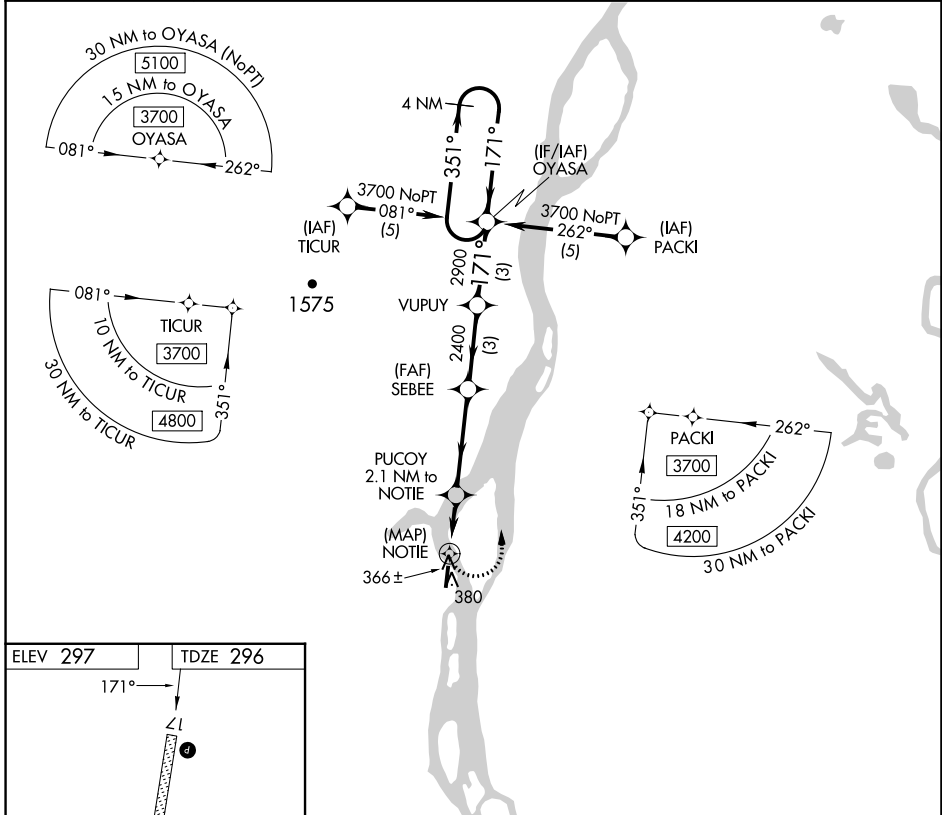 30 NM to OYASA (NoPT)
5100
15 NM to OYASA
3700
OYASA
081°
262°
4 NM
351°
171°
(IF/IAF)
OYASA
3700 NoPT
081°
(5)
(IAF)
TICUR
3700 NoPT
262°
(5)
(IAF)
PACKI
2900
171°
(3)
1575
VUPUY
2400
(3)
(FAF)
SEBEE
081°
TICUR
3700
10 NM to TICUR
4800
30 NM to TICUR
351°
PACKI
3700
262°
351°
18 NM to PACKI
4200
30 NM to PACKI
PUCOY
2.1 NM to
NOTIE
(MAP)
NOTIE
366 ±
380
ELEV 297
TDZE 296
171°
17
P